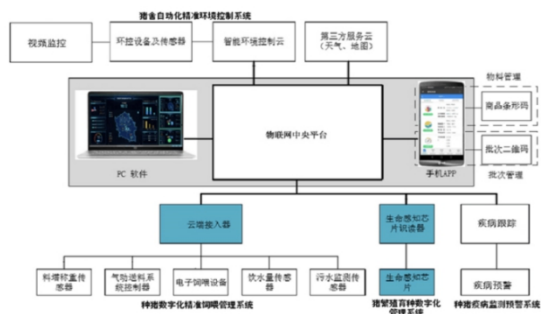 猪舍自动化精准环境控制系统
视频监控
环控设备及传感器
智能环境控制云
第三方服务云
（天气、地图）
物料管理
商品条形码
物联网中央平台
批次二维码
PC 软件
手机APP
批次管理
云端接入器
生命感知芯
片识读器
疾病跟踪
料塔称重传
感器
气动送料系
统控制器
电子饲喂设备
饮水量传感
器
污水监测传
感器
生命感知芯片
疾病预警
种猪数字化精准饲喂管理系统
猪繁殖育种数字化
管理系统
种猪疾病监测预警系统